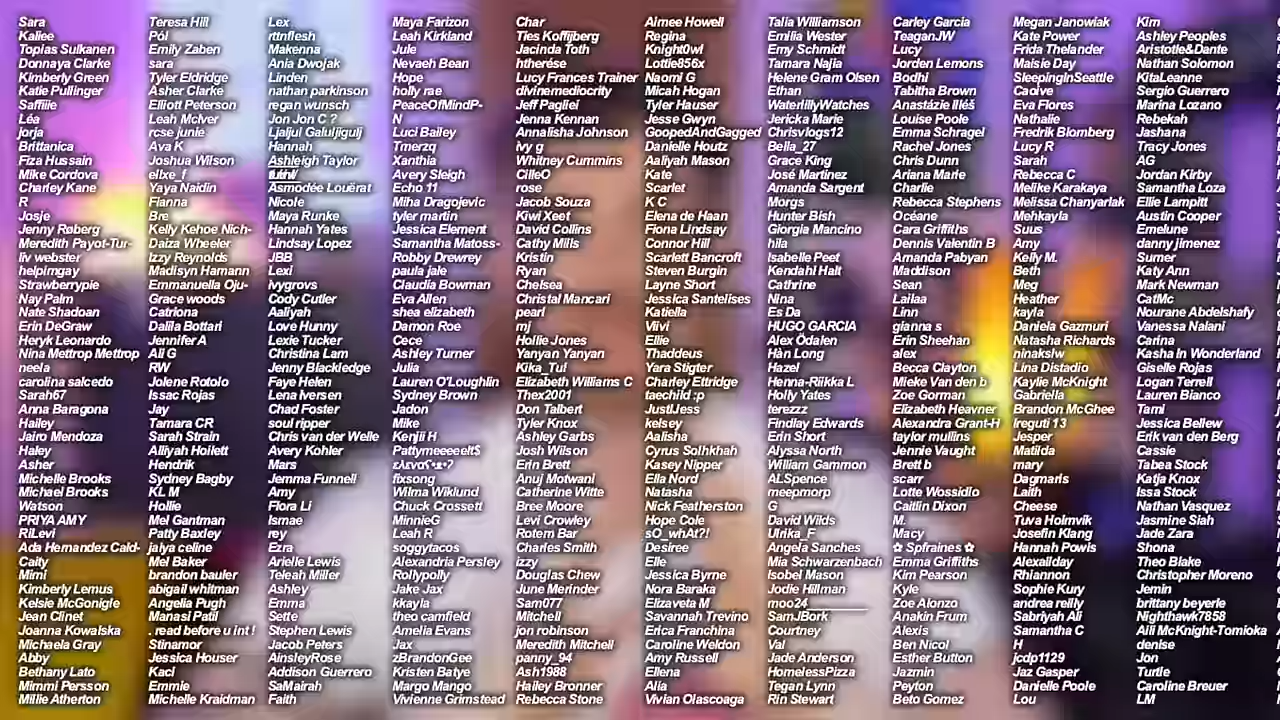 Sara
Kailee
Topias Sulkanen
Donnaya Clarke
Kimberly Green
Katie Pullinger
Saffiiie
Léa
jorja
Brittanica
Fiza Hussain
Mike Cordova
Charley Kane
R
Josje
Jenny Røberg
Meredith Payot-Tur-
liv webster
helpimgay
Strawberrypie
Nay Palm
Nate Shadoan
Erin DeGraw
Heryk Leonardo
Nina Mettrop Mettrop
neela
carolina salcedo
Sarah67
Anna Baragona
Hailey
Jairo Mendoza
Haley
Asher
Michelle Brooks
Michael Brooks
Watson
PRIYA AMY
RiLevi
Ada Hernandez Cald-
Caity
Mimi
Kimberly Lemus
Kelsie McGonigle
Jean Clinet
Joanna Kowalska
Michaela Gray
Abby
Bethany Lato
Mimmi Persson
Millie Atherton
Teresa Hill
Pól
Emily Zaben
sara
Tyler Eldridge
Asher Clarke
Elliott Peterson
Leah McIver
rcse junie
Ava K
Joshua Wilson
ellxe_f
Yaya Naidin
Fianna
Bre
Kelly Kehoe Nich-
Daiza Wheeler
Izzy Reynolds
Madisyn Hamann
Emmanuella Oju-
Grace woods
Catriona
Dalila Bottari
Jennifer A
Ali G
RW
Jolene Rotolo
Issac Rojas
Jay
Tamara CR
Sarah Strain
Alliyah Hollett
Hendrik
Sydney Bagby
KL M
Hollie
Mel Gantman
Patty Baxley
jalya celine
Mel Baker
brandon bauler
abigail whitman
Angelia Pugh
Manasi Patil
. read before u int !
Stinamor
Jessica Houser
Kaci
Emmie
Michelle Kraidman
Lex
rttnflesh
Makenna
Ania Dwojak
Linden
nathan parkinson
regan wunsch
Jon Jon C ?
Ljaljul Galuljigulj
Hannah
Ashleigh Taylor
Asmodée Louërat
Nicole
Maya Runke
Hannah Yates
Lindsay Lopez
JBB
Lexi
ivygrovs
Cody Cutler
Aaliyah
Love Hunny
Lexie Tucker
Christina Lam
Jenny Blackledge
Faye Helen
Lena Iversen
Chad Foster
soul ripper
Chris van der Welle
Avery Kohler
Mars
Jemma Funnell
Amy
Flora Li
Ismae
rey
Ezra
Arielle Lewis
Teleah Miller
Ashley
Emma
Sette
Stephen Lewis
Jacob Peters
AinsleyRose
Addison Guerrero
SaMairah
Faith
Maya Farizon
Leah Kirkland
Jule
Nevaeh Bean
Hope
holly rae
PeaceOfMindP-
N
Luci Bailey
Tmerzq
Xanthia
Avery Sleigh
Echo 11
Miha Dragojevic
tyler martin
Jessica Element
Samantha Matoss-
Robby Drewrey
paula jale
Claudia Bowman
Eva Allen
shea elizabeth
Damon Roe
Cece
Ashley Turner
Julia
Lauren O'Loughlin
Sydney Brown
Jadon
Mike
Kenjii H
Pattymeeeelt$
fixsong
Wilma Wiklund
Chuck Crossett
MinnieG
Leah R
soggytacos
Alexandria Persley
Rollypolly
Jake Jax
kkayla
theo camfield
Amelia Evans
Jax
zBrandonGee
Kristen Batye
Margo Mango
Vivienne Grimstead
Char
Ties Koffijberg
Jacinda Toth
htherése
Lucy Frances Trainer
divinemediocrity
Jeff Pagliei
Jenna Kennan
Annalisha Johnson
ivy g
Whitney Cummins
CilleO
rose
Jacob Souza
Kiwi Xeet
David Collins
Cathy Mills
Kristin
Ryan
Chelsea
Christal Mancari
pearl
mj
Hollie Jones
Yanyan Yanyan
Kika_Tul
Elizabeth Williams C
Thex2001
Don Talbert
Tyler Knox
Ashley Garbs
Josh Wilson
Erin Brett
Anuj Motwani
Catherine Witte
Bree Moore
Levi Crowley
Rotem Bar
Charles Smith
izzy
Douglas Chew
June Merinder
Sam077
Mitchell
jon robinson
Meredith Mitchell
panny_94
Ash1988
Hailey Bronner
Rebecca Stone
Aimee Howell
Regina
Knight0wl
Lottie856x
Naomi G
Micah Hogan
Tyler Hauser
Jesse Gwyn
GoopedAndGagged
Danielle Houtz
Aaliyah Mason
Kate
Scarlet
K C
Elena de Haan
Fiona Lindsay
Connor Hill
Scarlett Bancroft
Steven Burgin
Layne Short
Jessica Santelises
Katiella
Viivi
Ellie
Thaddeus
Yara Stigter
Charley Ettridge
taechild :p
JustIJess
kelsey
Aalisha
Cyrus Solhkhah
Kasey Nipper
Ella Nord
Natasha
Nick Featherston
Hope Cole
sO_whAt?!
Desiree
Elle
Jessica Byrne
Nora Baraka
Elizaveta M
Savannah Trevino
Erica Franchina
Caroline Weldon
Amy Russell
Ellena
Alia
Vivian Olascoaga
Talia Williamson
Emilia Wester
Emy Schmidt
Tamara Najia
Helene Gram Olsen
Ethan
WaterlillyWatches
Jericka Marie
Chrisvlogs12
Bella_27
Grace King
José Martinez
Amanda Sargent
Morgs
Hunter Bish
Giorgia Mancino
hila
Isabelle Peet
Kendahl Halt
Cathrine
Nina
Es Da
HUGO GARCIA
Alex Ödalen
Hàn Long
Hazel
Henna-Riikka L
Holly Yates
terezzz
Findlay Edwards
Erin Short
Alyssa North
William Gammon
ALSpence
meepmorp
G
David Wilds
Ulrika_F
Angela Sanches
Mia Schwarzenbach
Isobel Mason
Jodie Hillman
moo24________
SamJBork
Courtney
Val
Jade Anderson
HomelessPizza
Tegan Lynn
Rin Stewart
Carley Garcia
TeaganJW
Lucy
Jorden Lemons
Bodhi
Tabitha Brown
Anastázie Illéš
Louise Poole
Emma Schragel
Rachel Jones
Chris Dunn
Ariana Marie
Charlie
Rebecca Stephens
Océane
Cara Griffiths
Dennis Valentin B
Amanda Pabyan
Maddison
Sean
Lailaa
Linn
gianna s
Erin Sheehan
alex
Becca Clayton
Mieke Van den b
Zoe Gorman
Elizabeth Heavner
Alexandra Grant-H
taylor mullins
Jennie Vaught
Brett b
scarr
Lotte Wossidlo
Caitlin Dixon
M.
Macy
✿ Spfraines ✿
Emma Griffiths
Kim Pearson
Kyle
Zoe Alonzo
Anakin Frum
Alexis
Ben Nicol
Esther Button
Jazmin
Peyton
Beto Gomez
Megan Janowiak
Kate Power
Frida Thelander
Maisie Day
SleepingInSeattle
Caoive
Eva Flores
Nathalie
Fredrik Blomberg
Lucy R
Sarah
Rebecca C
Melike Karakaya
Melissa Chanyarlak
Mehkayla
Suus
Amy
Keily M.
Beth
Meg
Heather
kayla
Daniela Gazmuri
Natasha Richards
ninakslw
Lina Distadio
Kaylie McKnight
Gabriella
Brandon McGhee
Ireguti 13
Jesper
Matilda
mary
Dagmaris
Laith
Cheese
Tuva Holmvik
Josefin Klang
Hannah Powis
Alexailday
Rhiannon
Sophie Kury
andrea reilly
Sabriyah Ali
Samantha C
H
jcdp1129
Jaz Gasper
Danielle Poole
Lou
Kim
Ashley Peoples
Aristotle&Dante
Nathan Solomon
KitaLeanne
Sergio Guerrero
Marina Lozano
Rebekah
Jashana
Tracy Jones
AG
Jordan Kirby
Samantha Loza
Ellie Lampitt
Austin Cooper
Emelune
danny jimenez
Sumer
Katy Ann
Mark Newman
CatMc
Nourane Abdelshafy
Vanessa Nalani
Carina
Kasha In Wonderland
Giselle Rojas
Logan Terrell
Lauren Bianco
Tami
Jessica Bellew
Erik van den Berg
Cassie
Tabea Stock
Katja Knox
Issa Stock
Nathan Vasquez
Jasmine Siah
Jade Zara
Shona
Theo Blake
Christopher Moreno
Jemin
brittany beyerle
Nighthawk7858
Aili McKnight-Tomioka
denise
Jon
Turtle
Caroline Breuer
LM